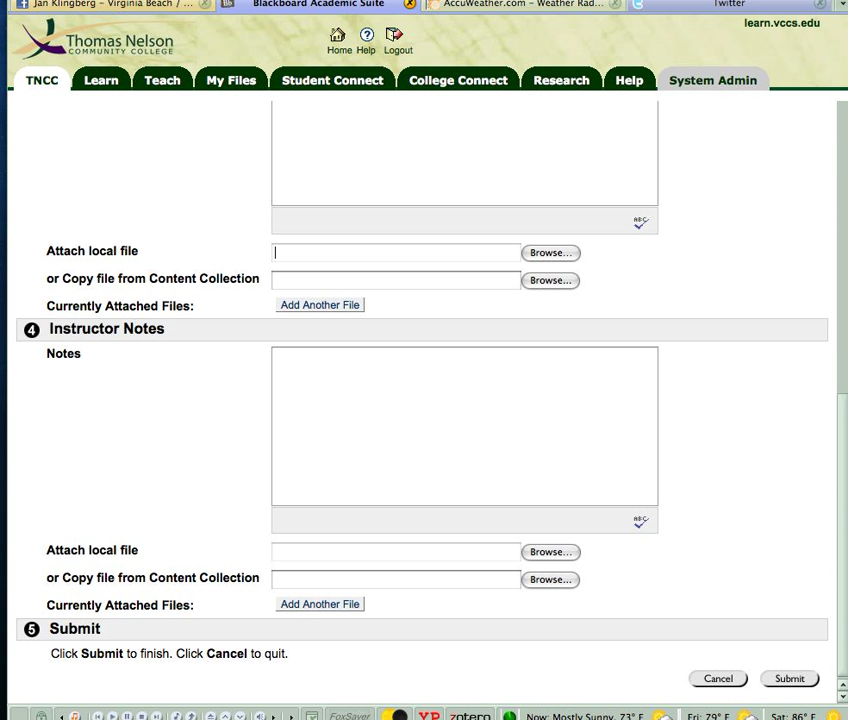 Jan Klingberg – Virginia Beach / ... Blackboard Academic Suite AccuWeather.com – Weather Rad... Twitter
learn.vccs.edu
Thomas Nelson
COMMUNITY COLLEGE
Home Help Logout
TNCC Learn Teach My Files Student Connect College Connect Research Help System Admin
ABC
Attach local file Browse...
or Copy file from Content Collection Browse...
Currently Attached Files: Add Another File
4 Instructor Notes
Notes
ABC
Attach local file Browse...
or Copy file from Content Collection Browse...
Currently Attached Files: Add Another File
5 Submit
Click Submit to finish. Click Cancel to quit.
Cancel Submit
FoxSaver YP zotero Now: Mostly Sunny, 73° F Fri: 79° F Sat: 86° F